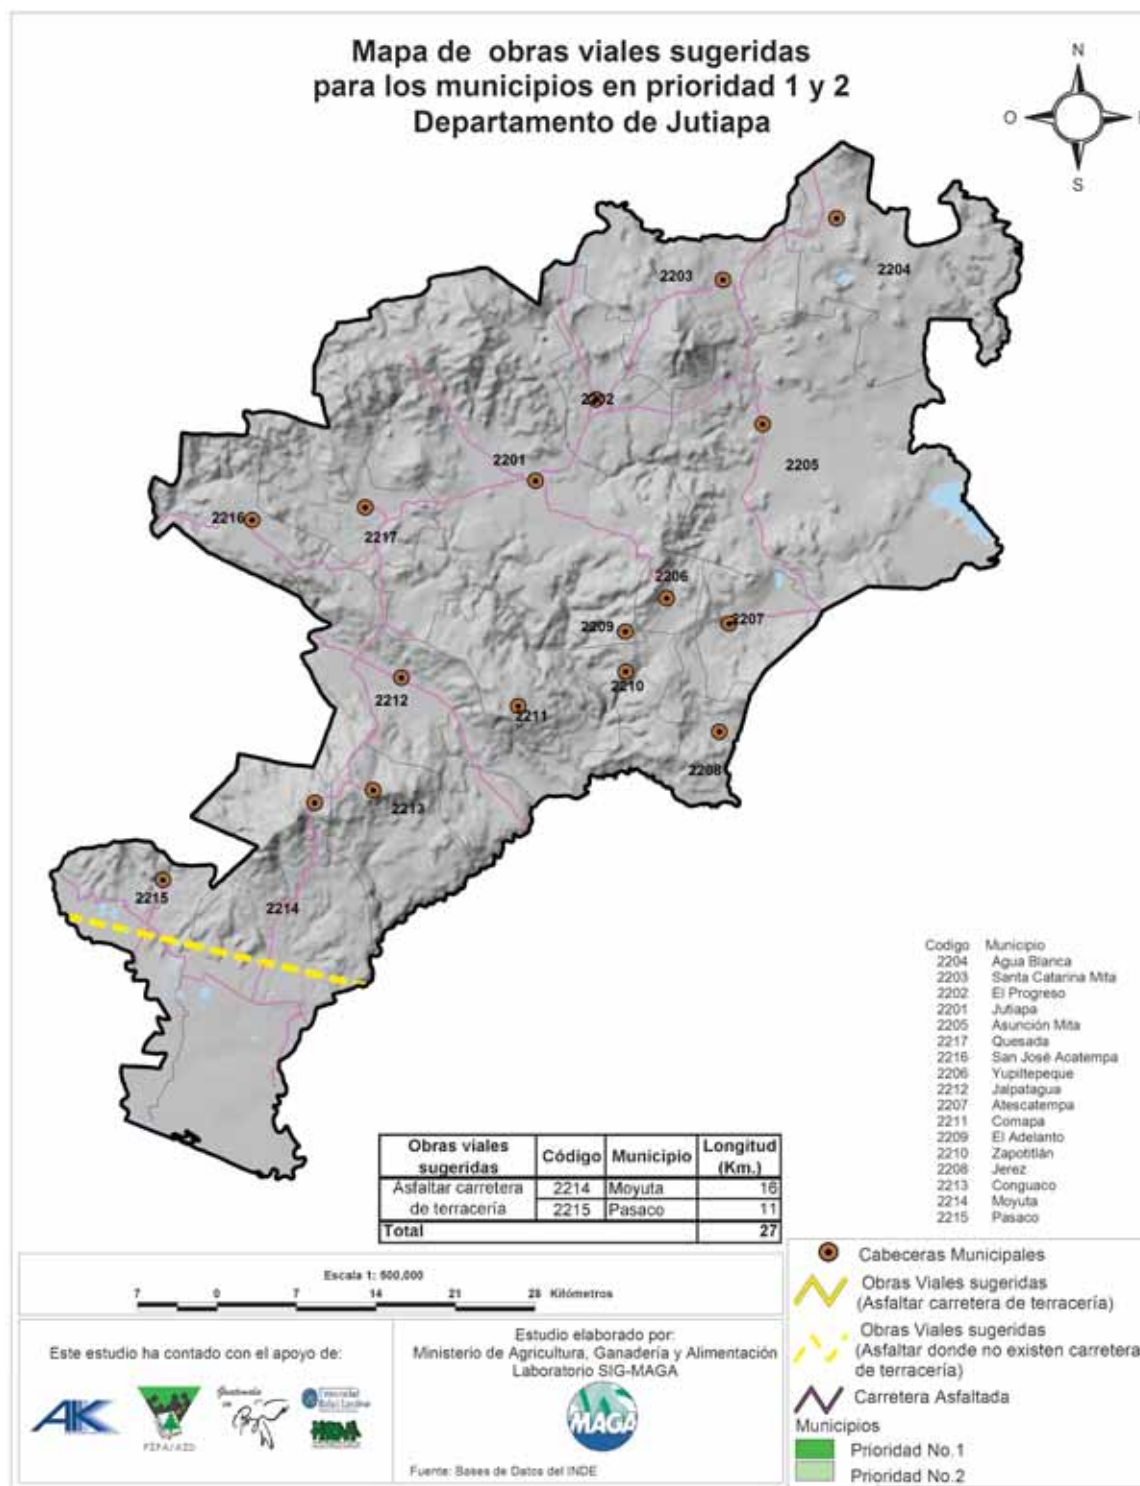 Mapa de obras viales sugeridas
para los municipios en prioridad 1 y 2
Departamento de Jutiapa
N
O
E
S
2204
2203
2202
2201
2205
2216
2217
2206
2209
2207
2210
2212
2211
2208
2213
2215
2214
Codigo Municipio
2204 Agua Blanca
2203 Santa Catarina Mita
2202 El Progreso
2201 Jutiapa
2205 Asunción Mita
2217 Quesada
2216 San José Acatempa
2206 Yupiltepeque
2212 Jalpatagua
2207 Atescatempa
2211 Comapa
2209 El Adelanto
2210 Zapotitlán
2208 Jerez
2213 Conguaco
2214 Moyuta
2215 Pasaco
Obras viales sugeridas Código Municipio Longitud (Km.)
Asfaltar carretera 2214 Moyuta 16
de terracería 2215 Pasaco 11
Total 27
Escala 1: 500,000
7 0 7 14 21 28 Kilómetros
Este estudio ha contado con el apoyo de:
AK
Guatemala
en
Universidad
Rafael Landívar
Estudio elaborado por:
Ministerio de Agricultura, Ganadería y Alimentación
Laboratorio SIG-MAGA
MAGA
Fuente: Bases de Datos del INDE
Cabeceras Municipales
Obras Viales sugeridas
(Asfaltar carretera de terracería)
Obras Viales sugeridas
(Asfaltar donde no existen carretera
de terracería)
Carretera Asfaltada
Municipios
Prioridad No.1
Prioridad No.2